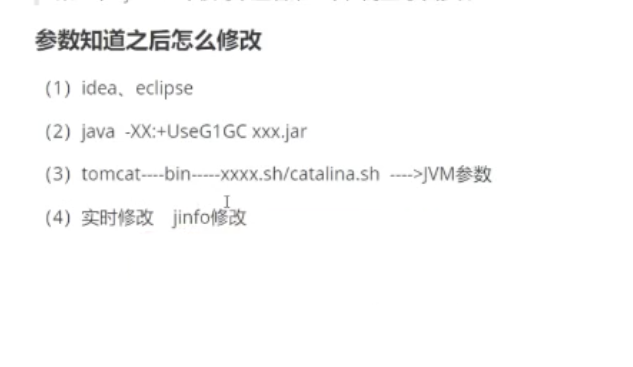 参数知道之后怎么修改
（1）idea、eclipse
（2）java -XX:+UseG1GC xxx.jar
（3）tomcat----bin-----xxxx.sh/catalina.sh ---->JVM参数
（4）实时修改 jinfo修改